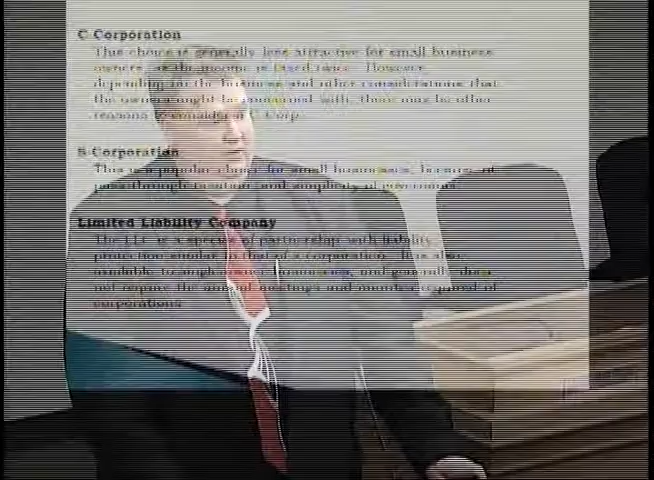 C Corporation
This choice is generally less attractive for small business
owners, as the income is taxed twice. However,
depending on the business and other considerations that
the owner might be concerned with, there may be other
reasons to consider a C Corp.
S Corporation
This is a popular choice for small businesses, because of
passthrough taxation and simplicity of governing.
Limited Liability Company
The LLC is a species of partnership with liability
protection similar to that of a corporation. It is also
available to single owner businesses, and generally does
not require the annual meetings and minutes required of
corporations.